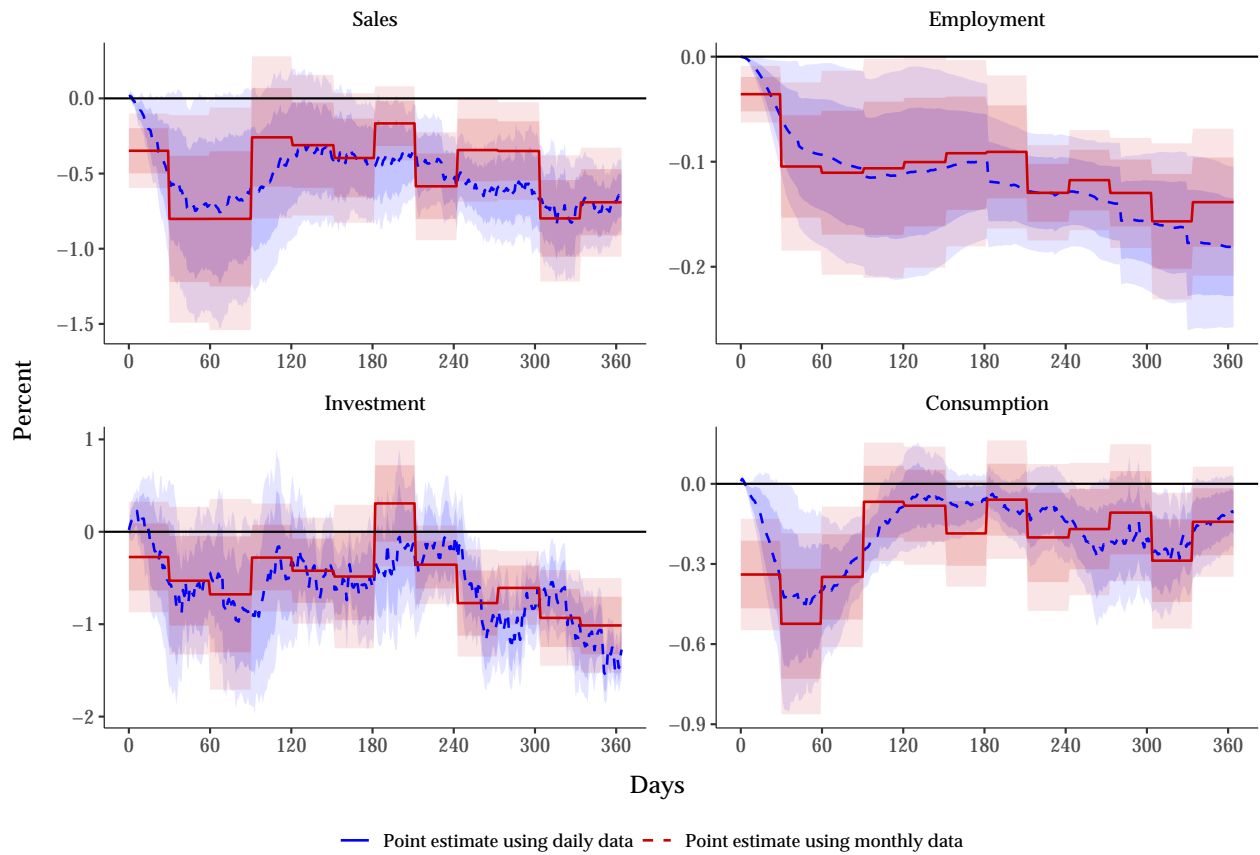 Sales
Employment
0.0
−0.5
−1.0
−1.5
0 60 120 180 240 300 360
0.0
−0.1
−0.2
0 60 120 180 240 300 360
Percent
Investment
Consumption
1
0
−1
−2
0 60 120 180 240 300 360
0.0
−0.3
−0.6
−0.9
0 60 120 180 240 300 360
Days
Point estimate using daily data Point estimate using monthly data